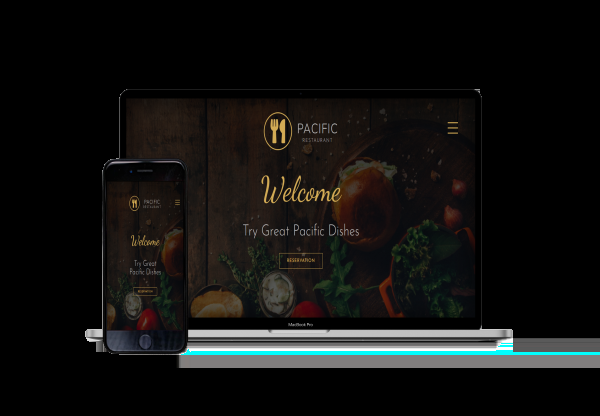 PACIFIC
RESTAURANT
Welcome
Try Great Pacific Dishes
RESERVATION
MacBook Pro
PACIFIC
RESTAURANT
Welcome
Try Great
Pacific Dishes
RESERVATION